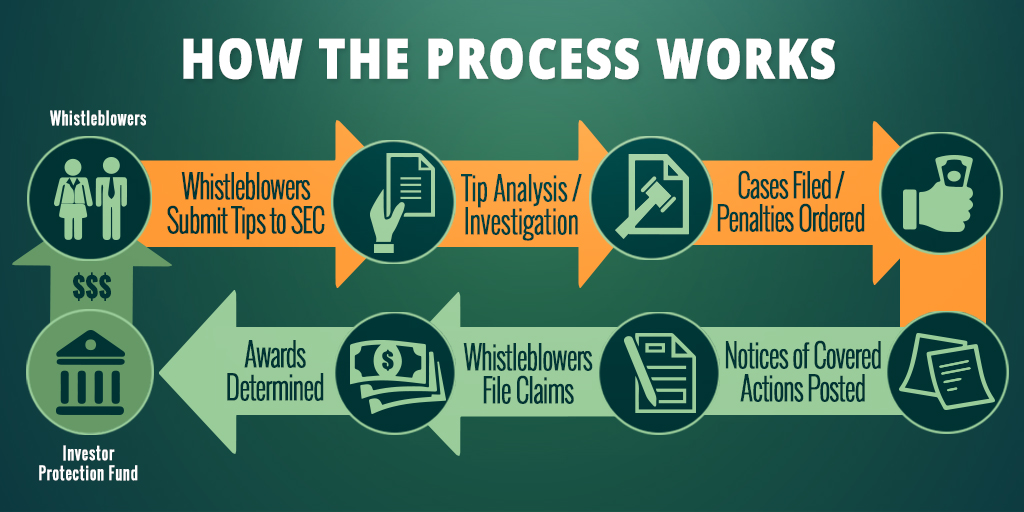 HOW THE PROCESS WORKS
Whistleblowers
Whistleblowers
Submit Tips to SEC
Tip Analysis /
Investigation
Cases Filed /
Penalties Ordered
$$$
$
Awards
Determined
Whistleblowers
File Claims
Notices of Covered
Actions Posted
Investor
Protection Fund